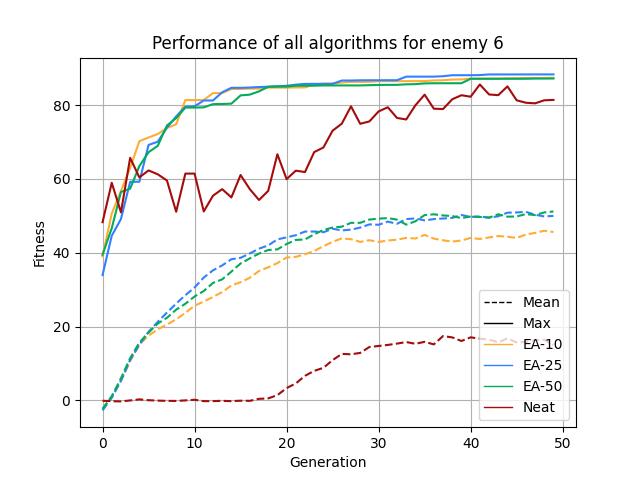 Performance of all algorithms for enemy 6
Fitness
80
60
40
20
0
0 10 20 30 40 50
Generation
Mean
Max
EA-10
EA-25
EA-50
Neat